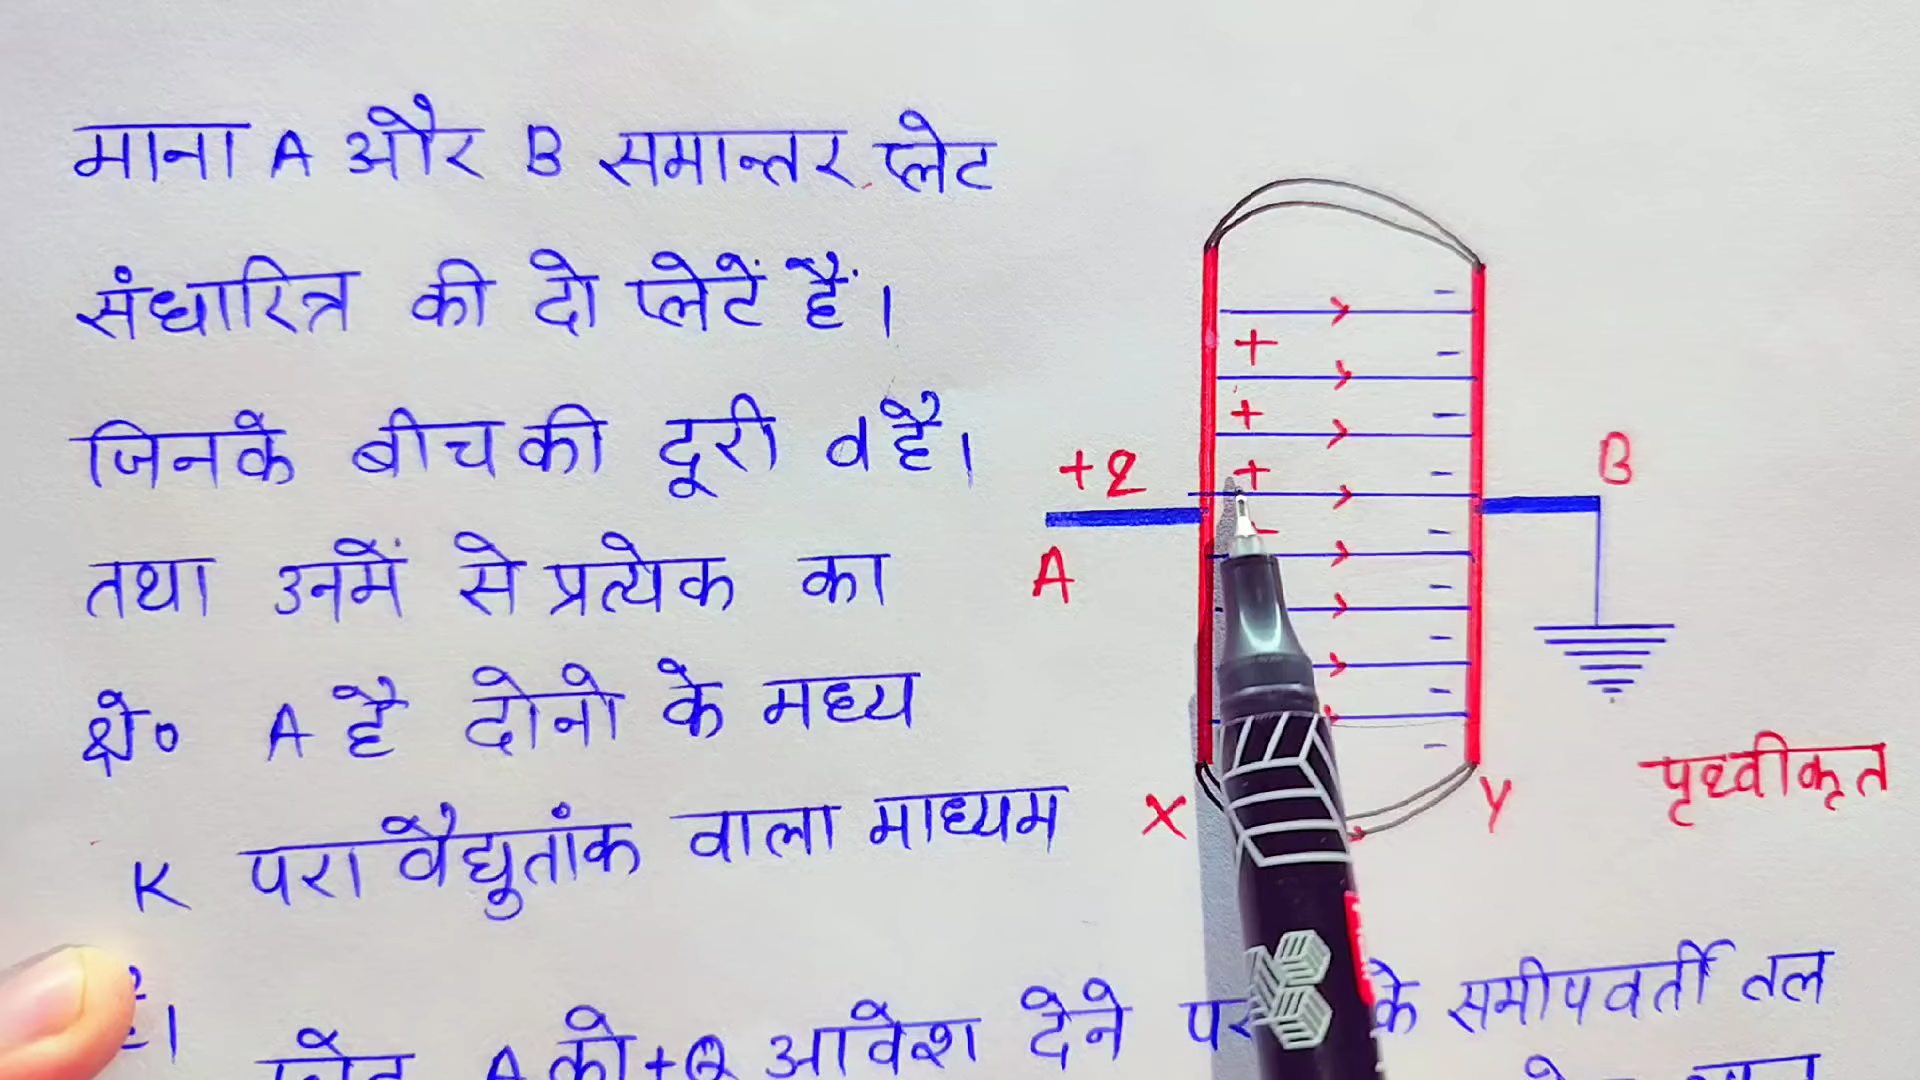 माना A और B समान्तर प्लेट
संधारित्र की दो प्लेटें हैं।
जिनके बीच की दूरी d है।
तथा उनमें से प्रत्येक का
क्षे० A है दोनो के मध्य
K परावैद्युतांक वाला माध्यम
है।
प्लेट A को +Q आवेश देने पर के समीपवर्ती तल
+Q
A
B
X
Y
पृथ्वीकृत